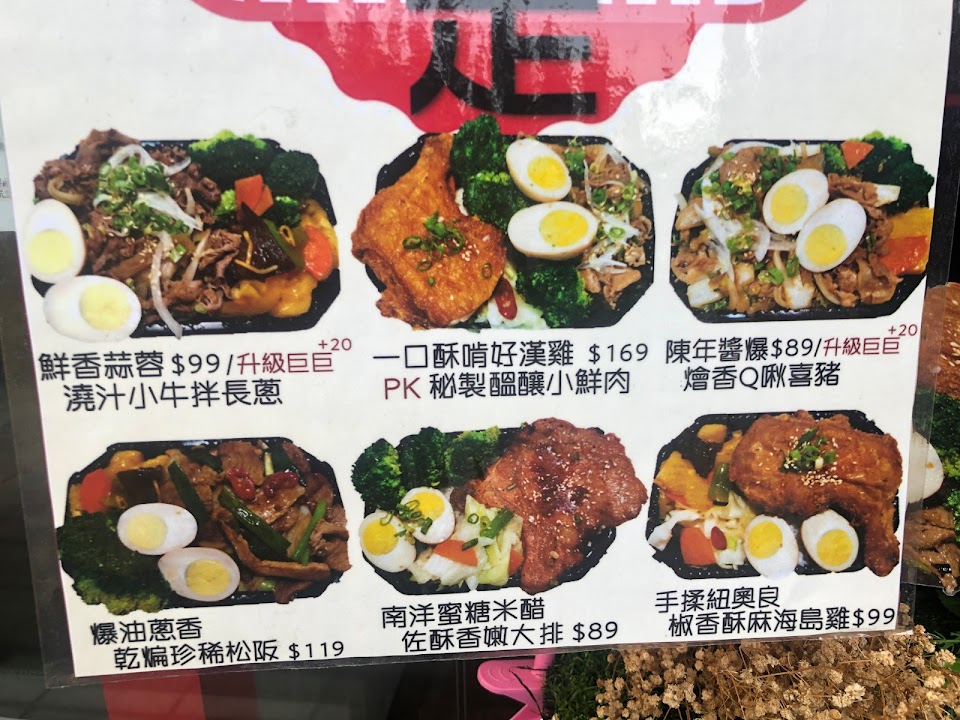 定
鮮香蒜蓉 $99/升級巨巨+20
澆汁小牛拌長蔥
一口酥啃好漢雞 $169
PK 秘製醞釀小鮮肉
陳年醬爆$89/升級巨巨+20
燴香Q啾喜豬
爆油蔥香
乾煸珍稀松阪 $119
南洋蜜糖米醋
佐酥香嫩大排 $89
手揉紐奧良
椒香酥麻海島雞$99